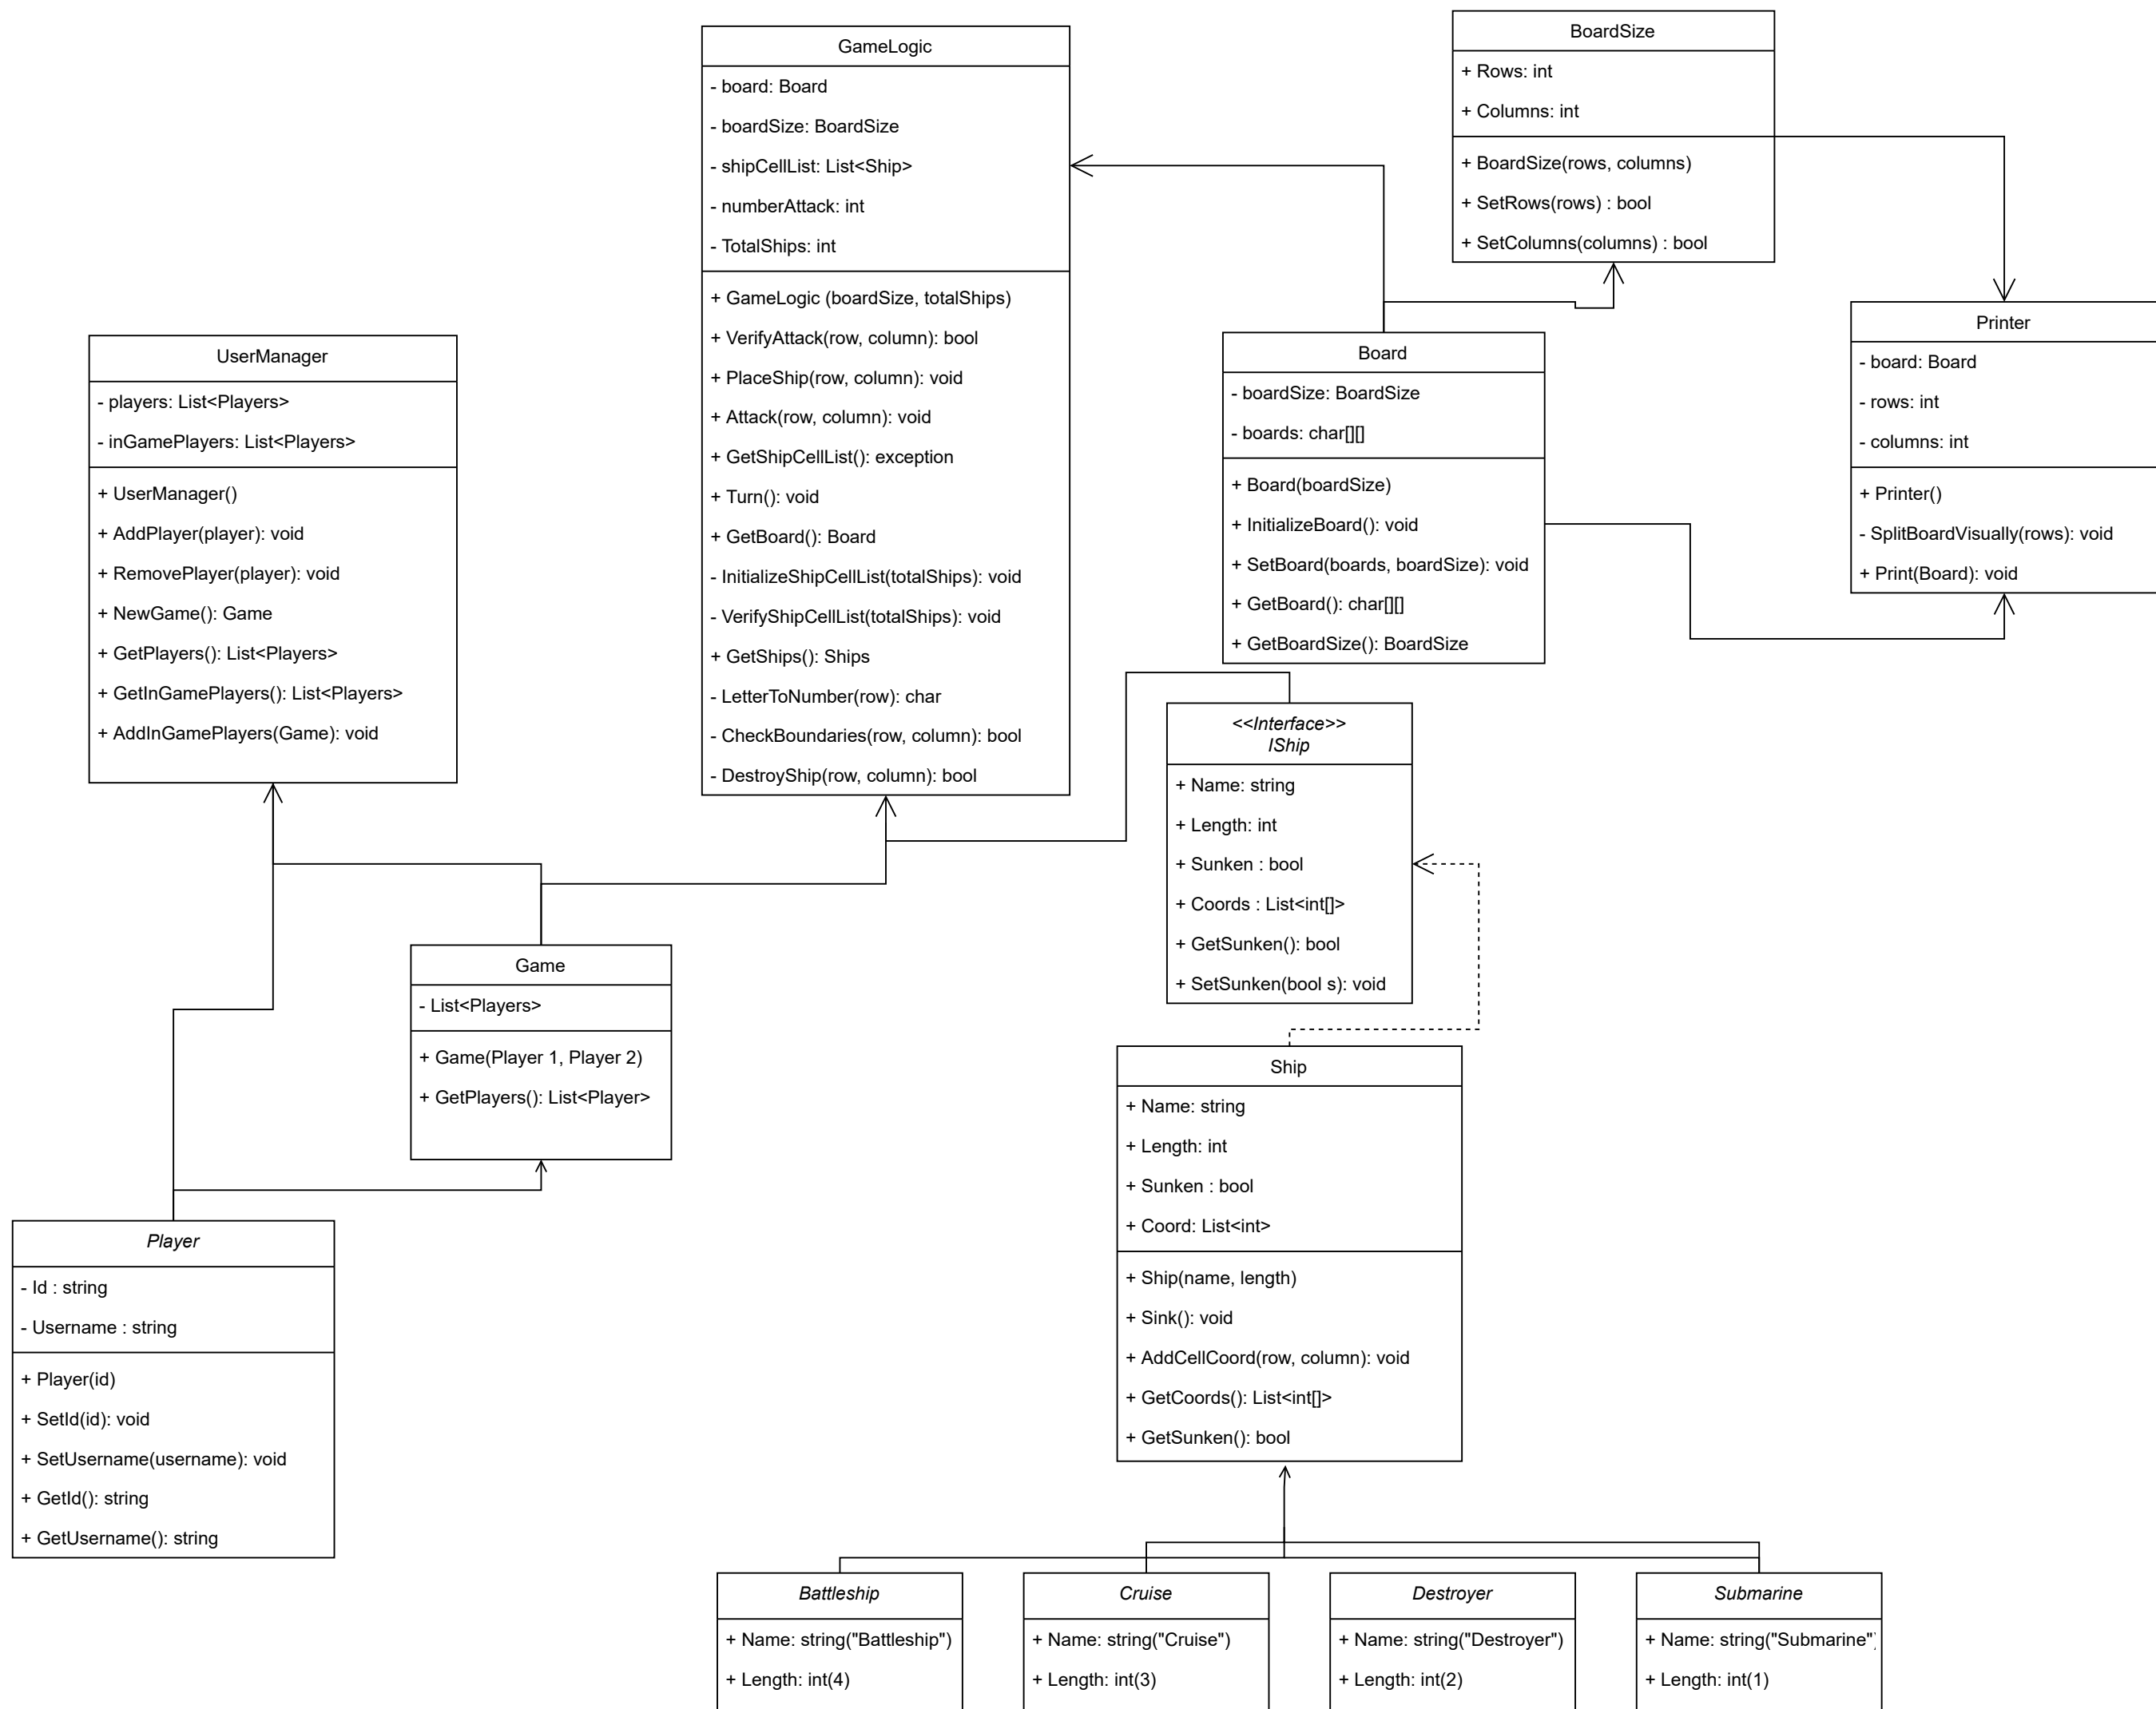 GameLogic
- board: Board
- boardSize: BoardSize
- shipCellList: List<Ship>
- numberAttack: int
- TotalShips: int
+ GameLogic (boardSize, totalShips)
+ VerifyAttack(row, column): bool
+ PlaceShip(row, column): void
+ Attack(row, column): void
+ GetShipCellList(): exception
+ Turn(): void
+ GetBoard(): Board
- InitializeShipCellList(totalShips): void
- VerifyShipCellList(totalShips): void
+ GetShips(): Ships
- LetterToNumber(row): char
- CheckBoundaries(row, column): bool
- DestroyShip(row, column): bool
BoardSize
+ Rows: int
+ Columns: int
+ BoardSize(rows, columns)
+ SetRows(rows) : bool
+ SetColumns(columns) : bool
Printer
- board: Board
- rows: int
- columns: int
+ Printer()
- SplitBoardVisually(rows): void
+ Print(Board): void
Board
- boardSize: BoardSize
- boards: char[][]
+ Board(boardSize)
+ InitializeBoard(): void
+ SetBoard(boards, boardSize): void
+ GetBoard(): char[][]
+ GetBoardSize(): BoardSize
UserManager
- players: List<Players>
- inGamePlayers: List<Players>
+ UserManager()
+ AddPlayer(player): void
+ RemovePlayer(player): void
+ NewGame(): Game
+ GetPlayers(): List<Players>
+ GetInGamePlayers(): List<Players>
+ AddInGamePlayers(Game): void
<<Interface>>
IShip
+ Name: string
+ Length: int
+ Sunken : bool
+ Coords : List<int[]>
+ GetSunken(): bool
+ SetSunken(bool s): void
Game
- List<Players>
+ Game(Player 1, Player 2)
+ GetPlayers(): List<Player>
Ship
+ Name: string
+ Length: int
+ Sunken : bool
+ Coord: List<int>
+ Ship(name, length)
+ Sink(): void
+ AddCellCoord(row, column): void
+ GetCoords(): List<int[]>
+ GetSunken(): bool
Player
- Id : string
- Username : string
+ Player(id)
+ SetId(id): void
+ SetUsername(username): void
+ GetId(): string
+ GetUsername(): string
Battleship
+ Name: string("Battleship")
+ Length: int(4)
Cruise
+ Name: string("Cruise")
+ Length: int(3)
Destroyer
+ Name: string("Destroyer")
+ Length: int(2)
Submarine
+ Name: string("Submarine")
+ Length: int(1)